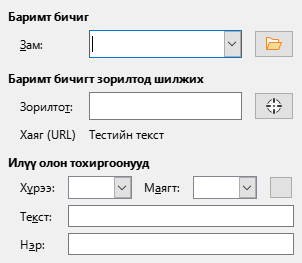 Баримт бичиг
Зам:
Баримт бичигт зорилтод шилжих
Зорилтот:
Хаяг (URL) Тестийн текст
Илүү олон тохиргоонууд
Хүрээ: Маягт:
Текст:
Нэр: